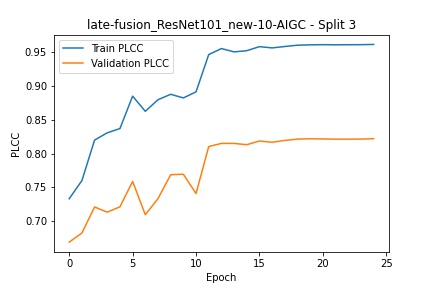 late-fusion_ResNet101_new-10-AIGC - Split 3
Train PLCC
Validation PLCC
PLCC
0.95
0.90
0.85
0.80
0.75
0.70
0 5 10 15 20 25
Epoch